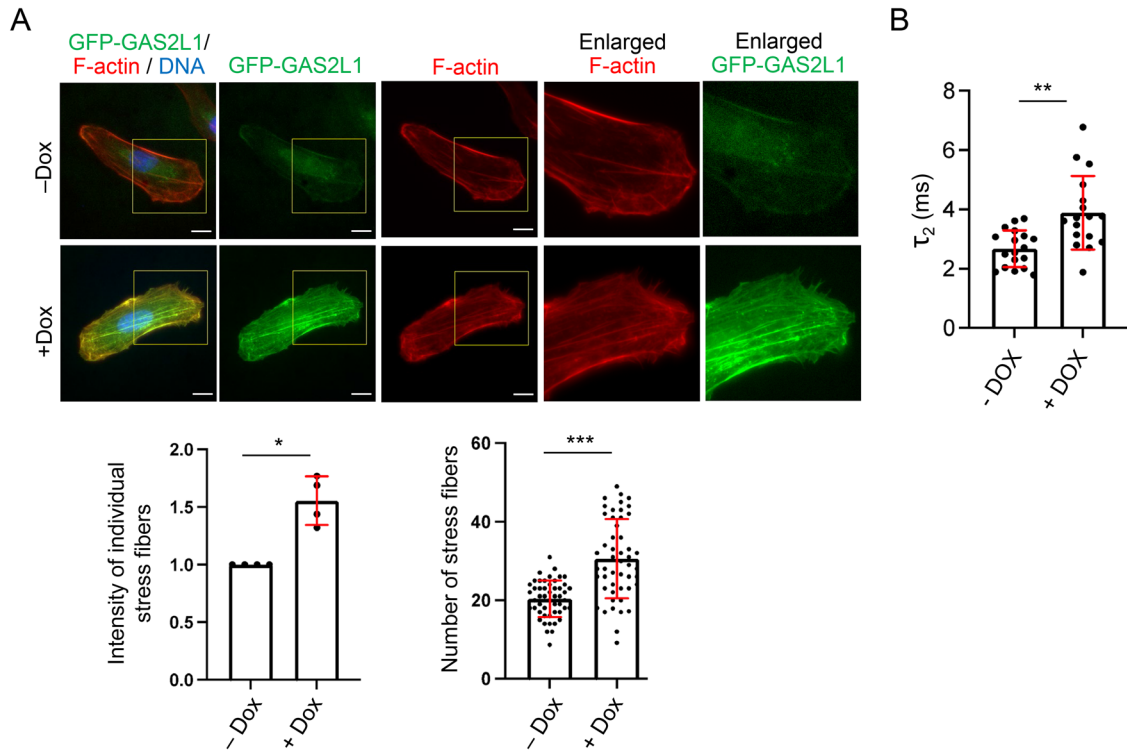 A
GFP-GAS2L1/
F-actin / DNA
GFP-GAS2L1
F-actin
Enlarged
F-actin
Enlarged
GFP-GAS2L1
–Dox
+Dox
B
**
8
6
4
2
0
τ2 (ms)
- DOX
+ DOX
*
2.0
1.5
1.0
0.5
0.0
Intensity of individual
stress fibers
– Dox
+ Dox
***
60
40
20
0
Number of stress fibers
– Dox
+ Dox